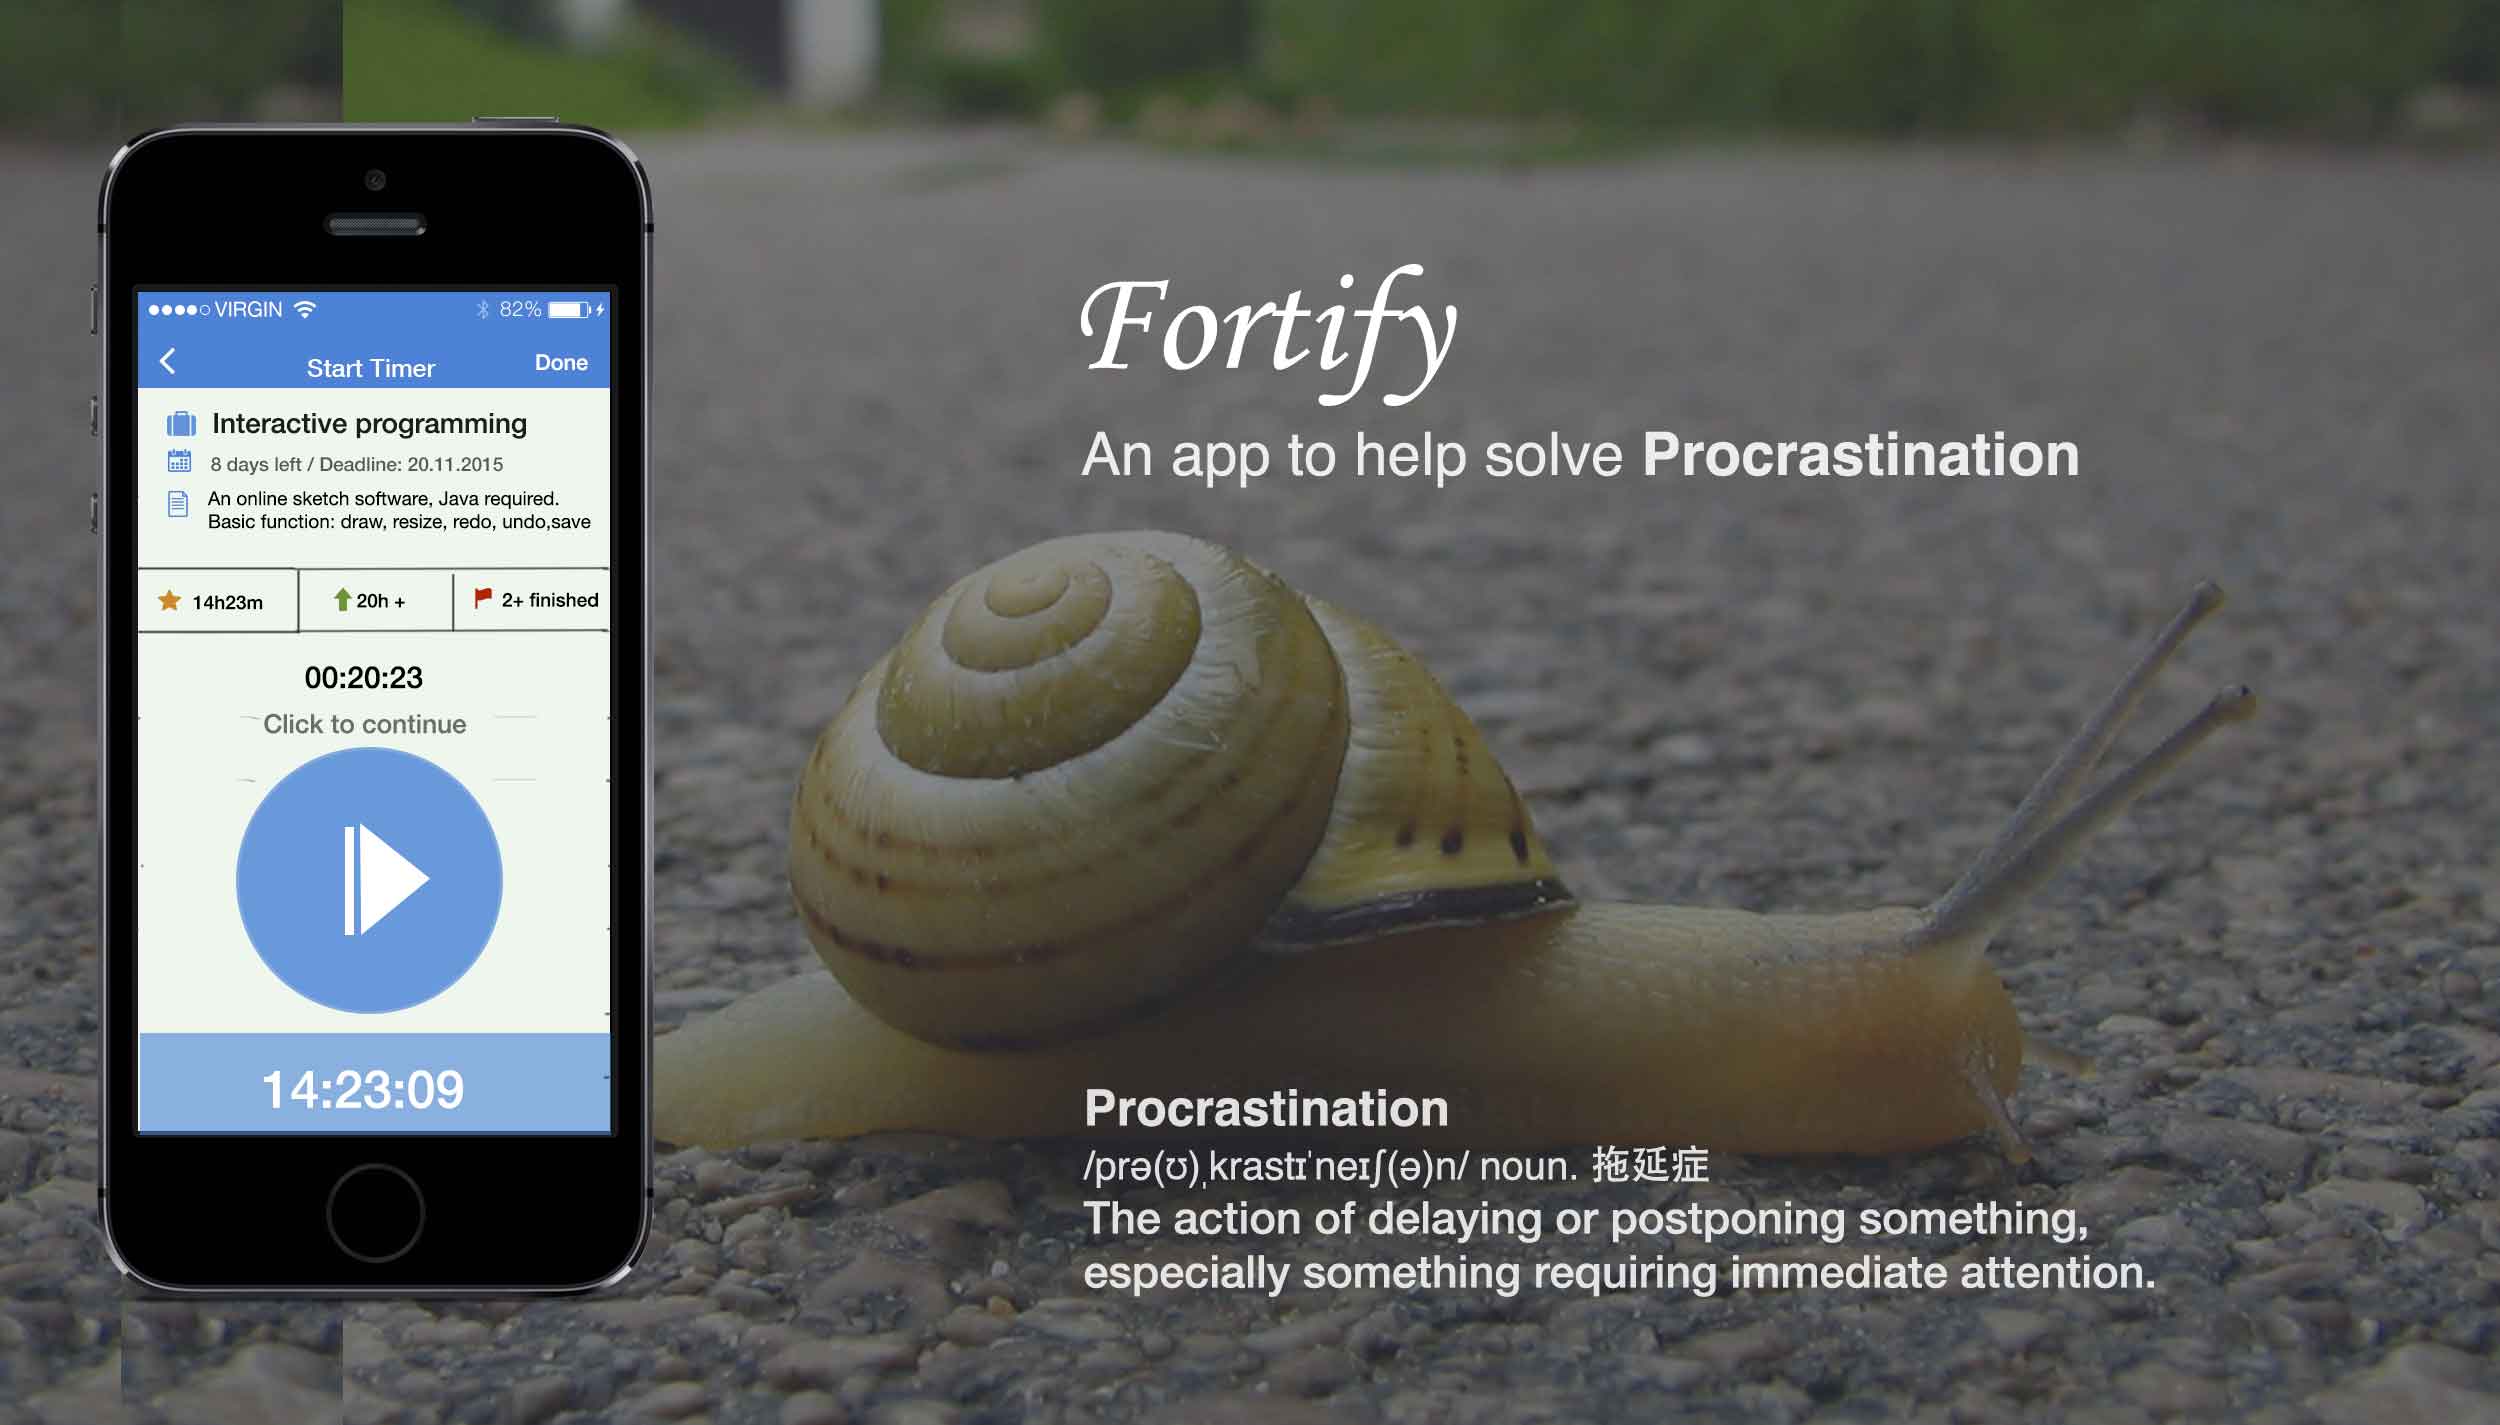 VIRGIN 82%
Start Timer Done
Interactive programming
8 days left / Deadline: 20.11.2015
An online sketch software, Java required.
Basic function: draw, resize, redo, undo,save
14h23m 20h + 2+ finished
00:20:23
Click to continue
14:23:09
Fortify
An app to help solve Procrastination
Procrastination
/prə(ʊ)ˌkrastɪˈneɪʃ(ə)n/ noun. 拖延症
The action of delaying or postponing something,
especially something requiring immediate attention.